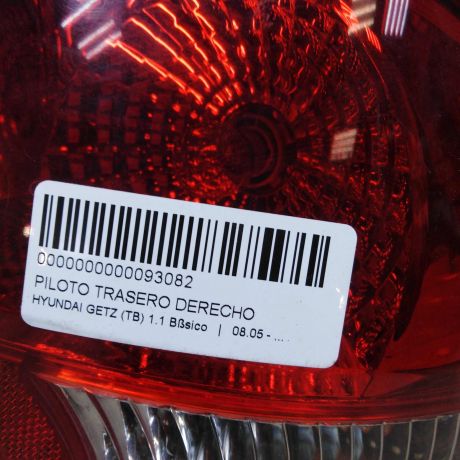 0000000000093082
PILOTO TRASERO DERECHO
HYUNDAI GETZ (TB) 1.1 Bßsico | 08.05 - ...